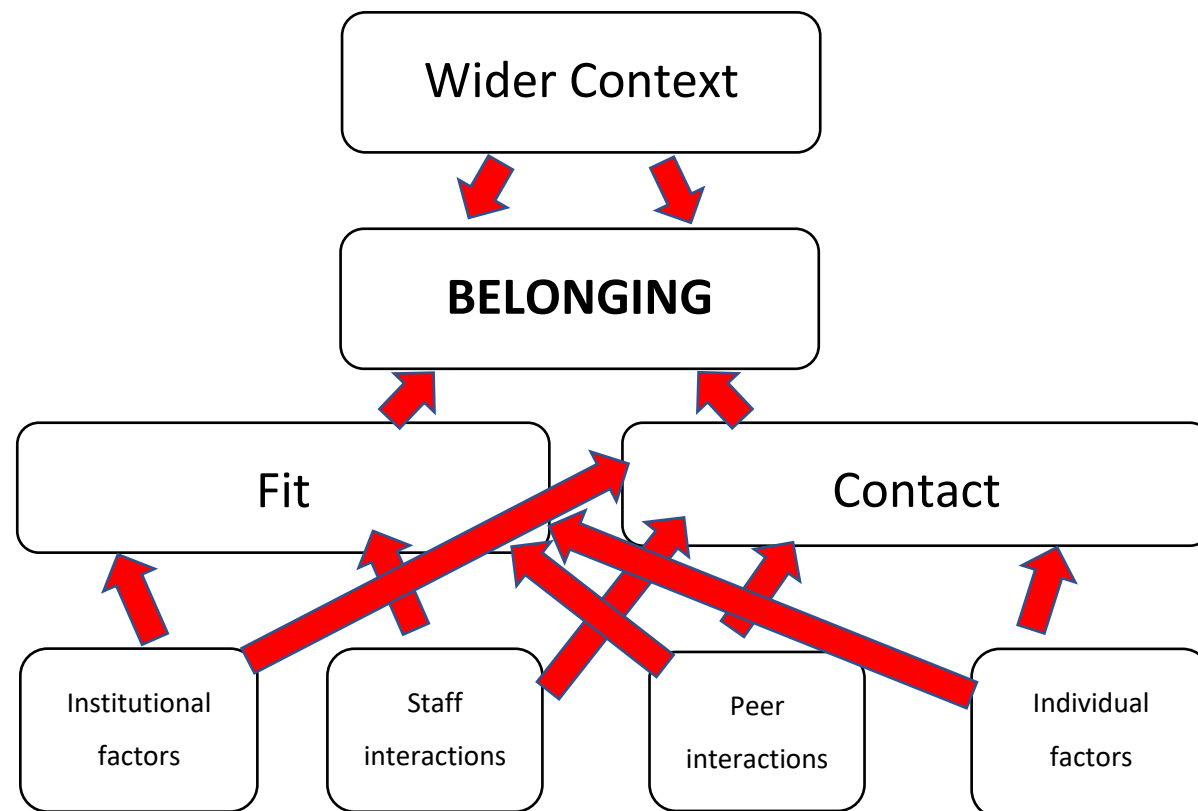 Wider Context
BELONGING
Fit
Contact
Institutional
factors
Staff
interactions
Peer
interactions
Individual
factors